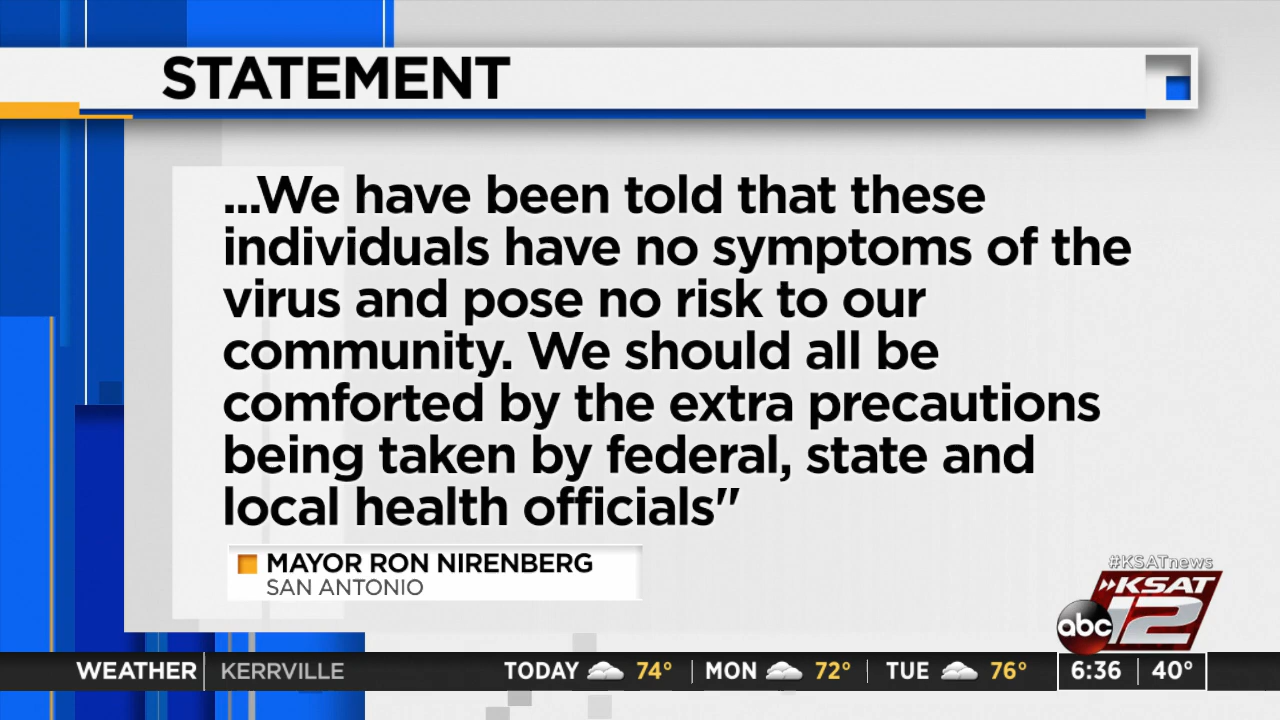 STATEMENT
...We have been told that these
individuals have no symptoms of the
virus and pose no risk to our
community. We should all be
comforted by the extra precautions
being taken by federal, state and
local health officials"
MAYOR RON NIRENBERG
SAN ANTONIO
#KSATnews
KSAT
abc 12
WEATHER KERRVILLE TODAY 74° MON 72° TUE 76° 6:36 40°